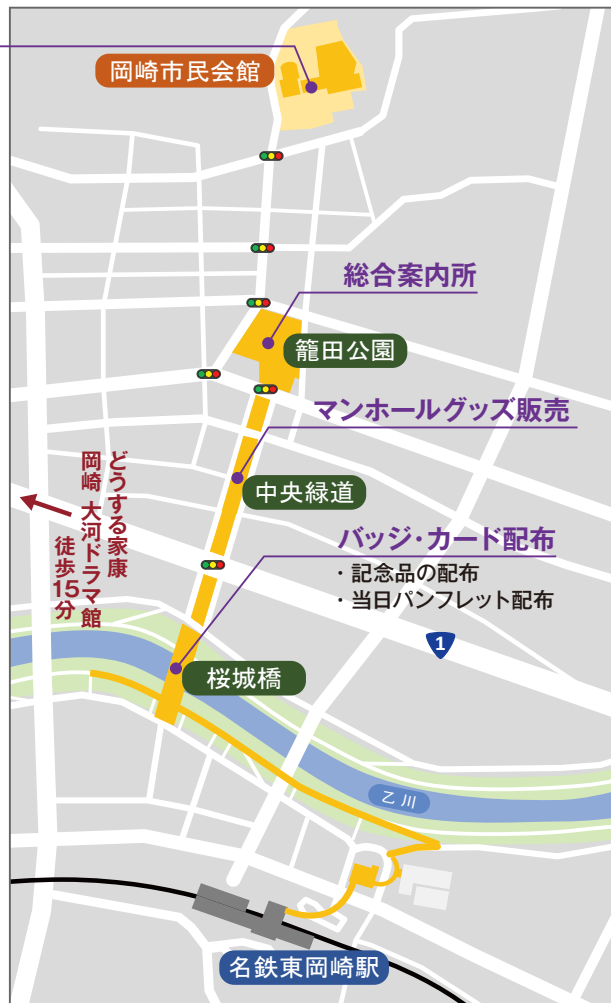 岡崎市民会館
総合案内所
籠田公園
マンホールグッズ販売
中央緑道
どうする家康
岡崎 大河ドラマ館
徒歩15分
バッジ・カード配布
・記念品の配布
・当日パンフレット配布
1
桜城橋
乙川
名鉄東岡崎駅